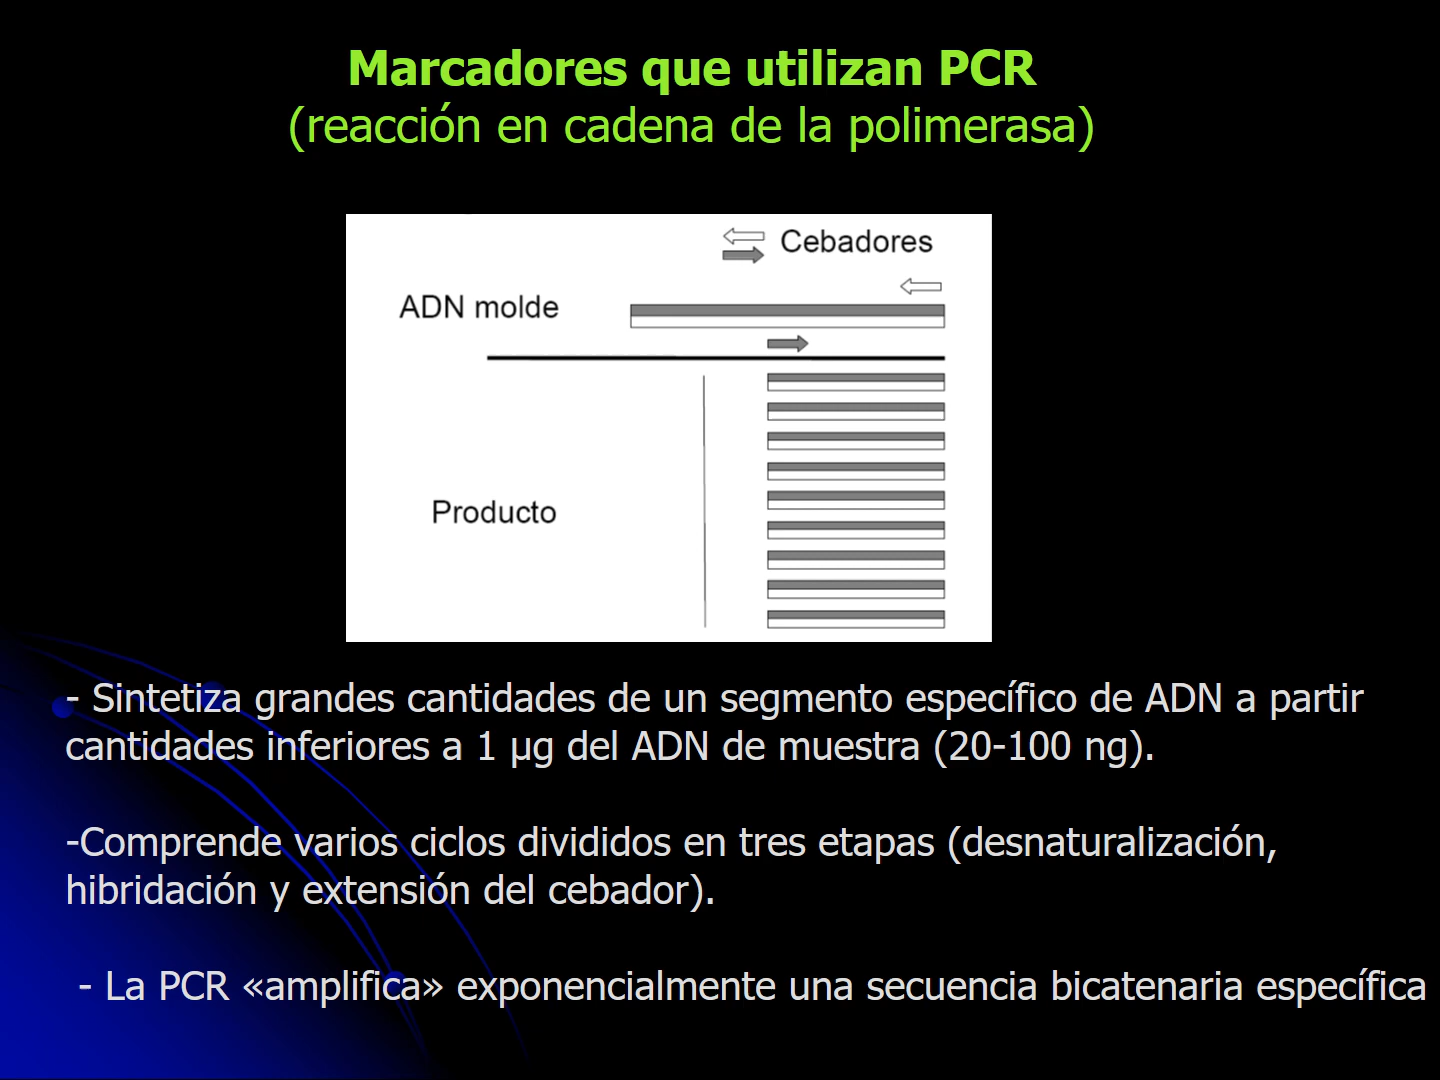 Marcadores que utilizan PCR
(reacción en cadena de la polimerasa)
Cebadores
ADN molde
Producto
- Sintetiza grandes cantidades de un segmento específico de ADN a partir
cantidades inferiores a 1 µg del ADN de muestra (20-100 ng).
-Comprende varios ciclos divididos en tres etapas (desnaturalización,
hibridación y extensión del cebador).
- La PCR «amplifica» exponencialmente una secuencia bicatenaria específica